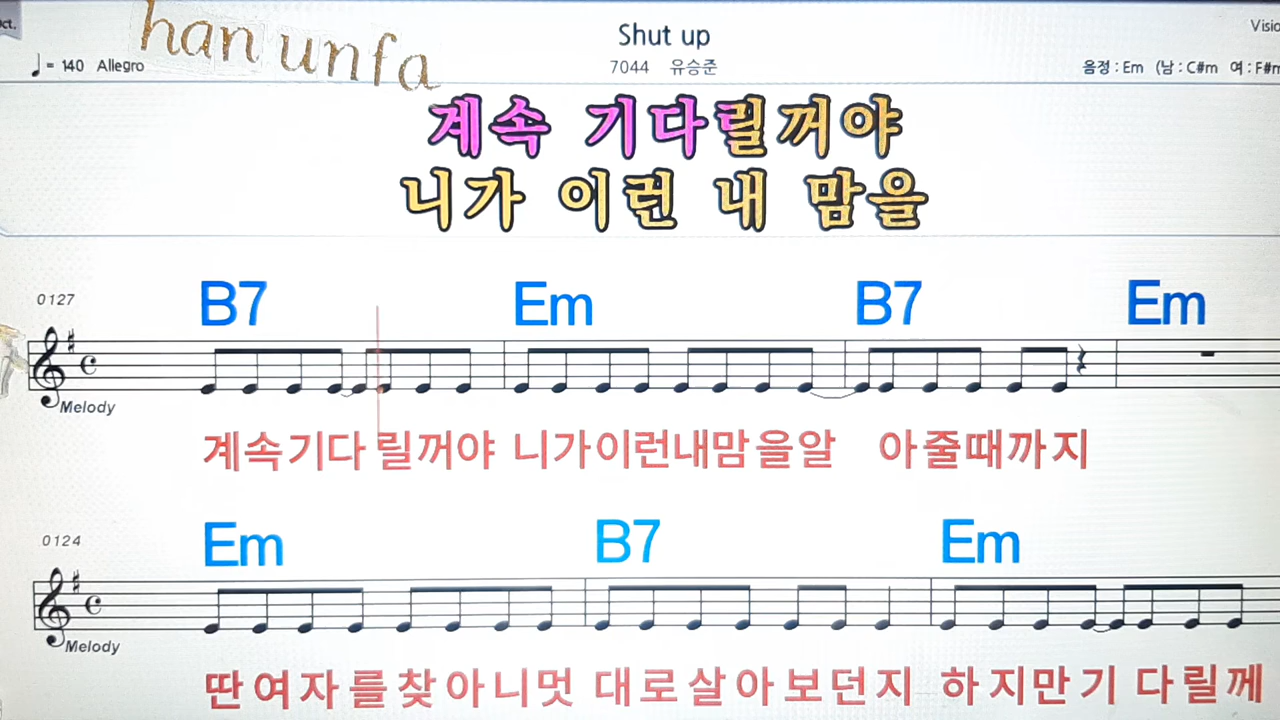 Oct.
han unfa
Shut up
Visio
♩= 140 Allegro
7044 유승준
음정 : Em (남 : C#m 여 : F#m
계속 기다릴꺼야
니가 이런 내 맘을
0127
B7 Em B7 Em
Melody
계속기다 릴꺼야 니가이런내맘을알 아줄때까지
0124
Em B7 Em
Melody
딴여자를찾아니멋 대로살아보던지 하지만기 다릴께